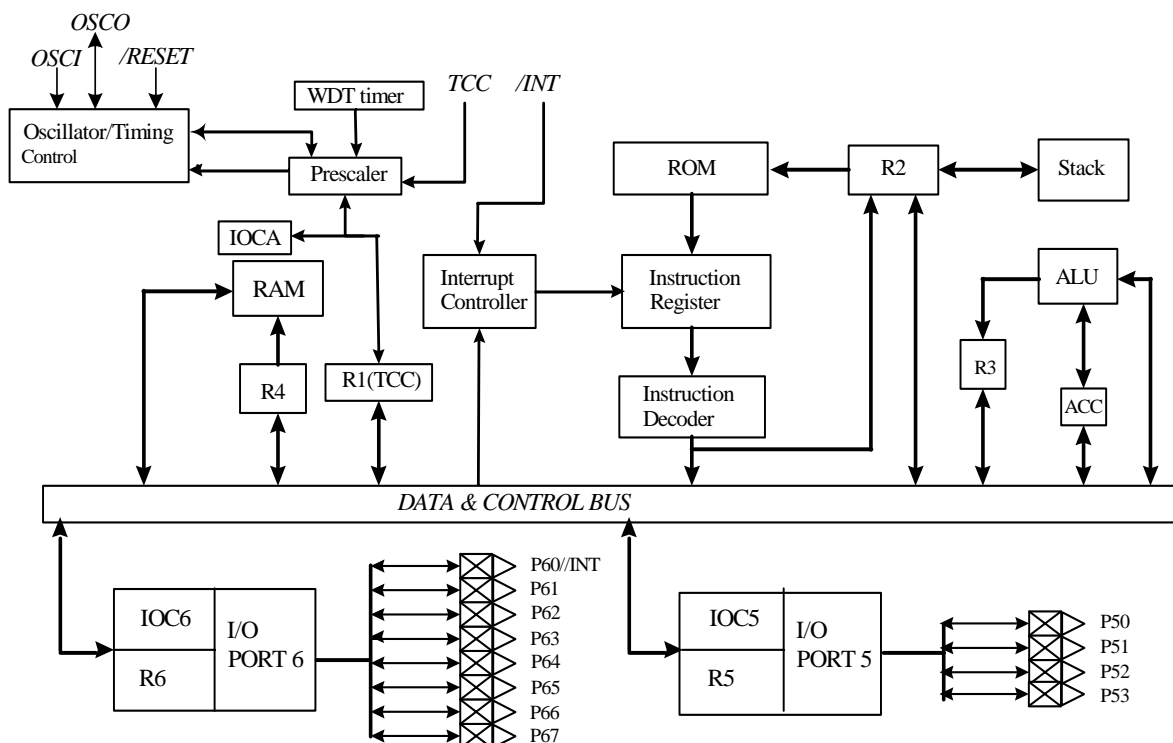 OSCO
OSCI
/RESET
TCC
/INT
WDT timer
Oscillator/Timing
Control
Prescaler
ROM
R2
Stack
IOCA
RAM
Interrupt
Controller
Instruction
Register
ALU
R4
R1(TCC)
R3
Instruction
Decoder
ACC
DATA & CONTROL BUS
IOC6
R6
I/O
PORT 6
P60//INT
P61
P62
P63
P64
P65
P66
P67
IOC5
R5
I/O
PORT 5
P50
P51
P52
P53